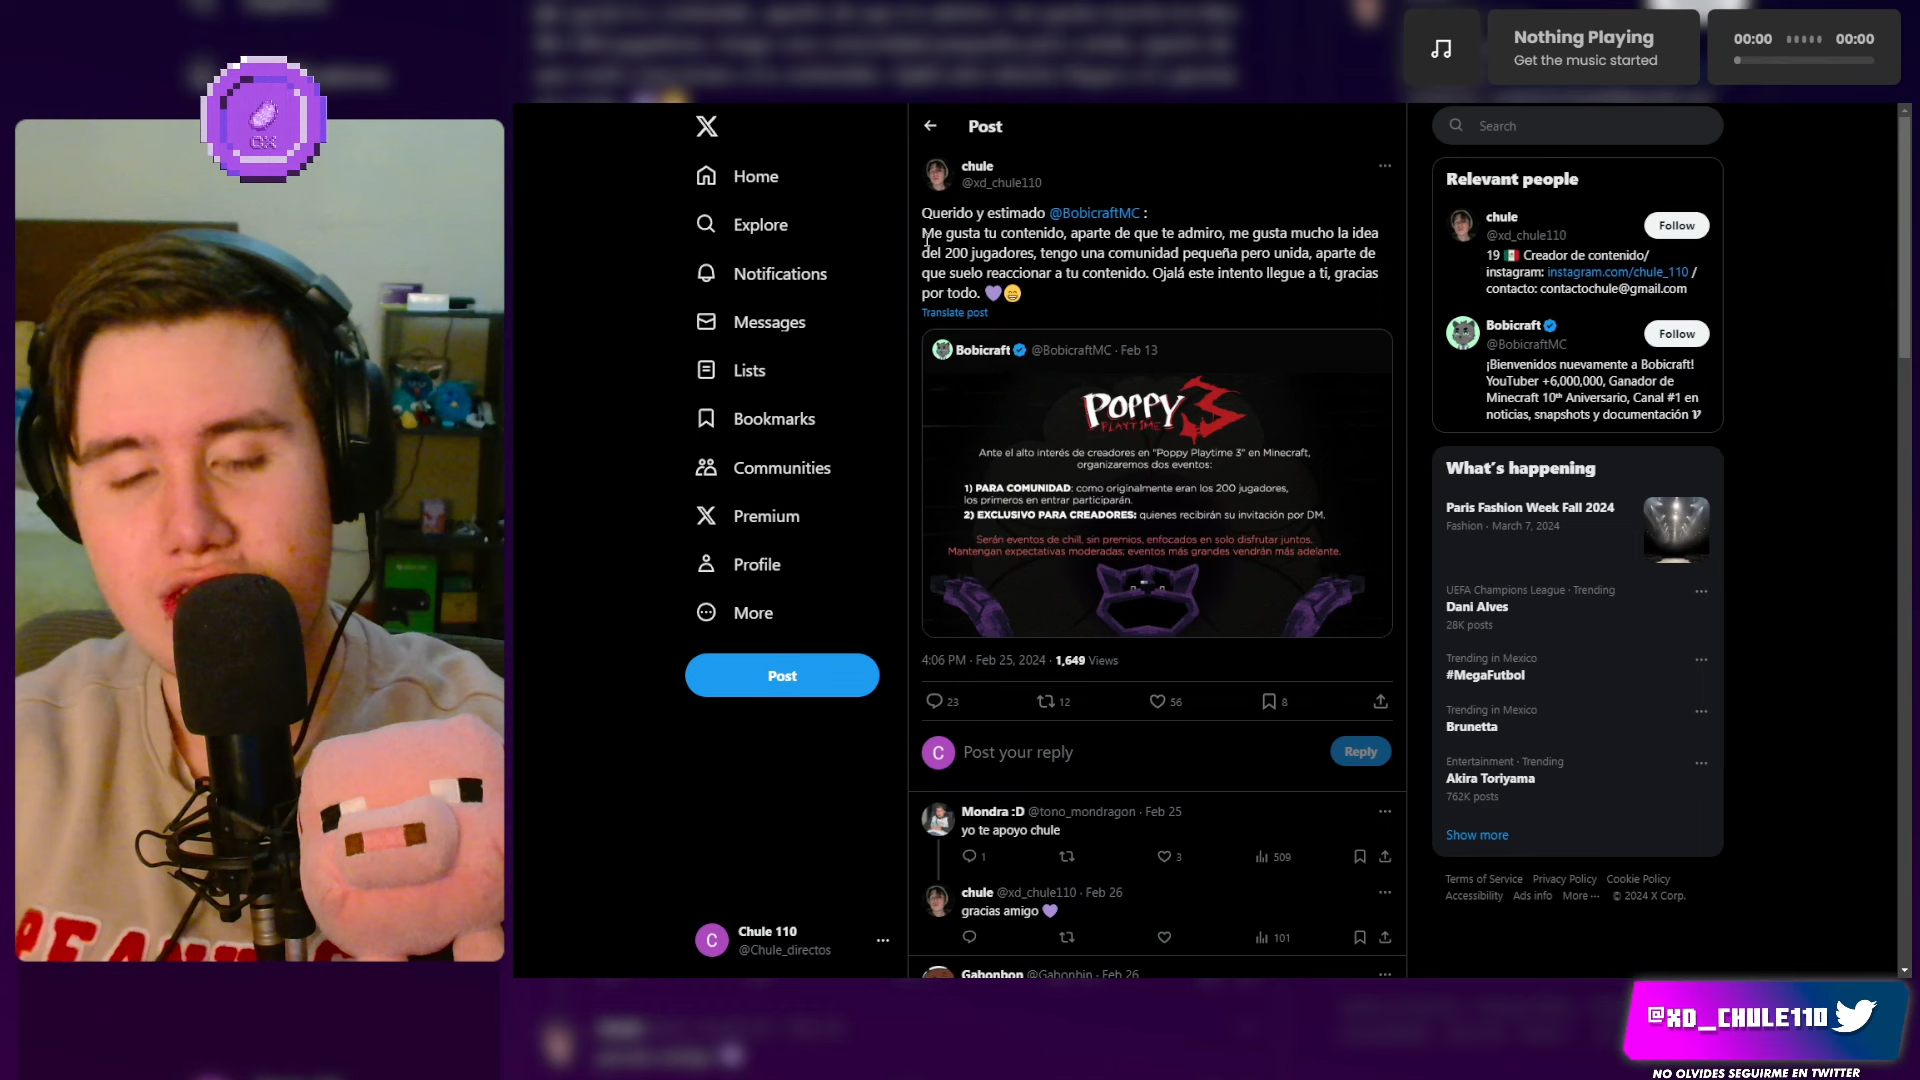 Nothing Playing
Get the music started
00:00
00:00
X
Home
Explore
Notifications
Messages
Lists
Bookmarks
Communities
Premium
Profile
More
Post
Chule 110
@Chule_directos
Post
chule
@xd_chule110
Querido y estimado @BobicraftMC :
Me gusta tu contenido, aparte de que te admiro, me gusta mucho la idea
del 200 jugadores, tengo una comunidad pequeña pero unida, aparte de
que suelo reaccionar a tu contenido. Ojalá este intento llegue a ti, gracias
por todo. 💜😁
Translate post
Bobicraft @BobicraftMC · Feb 13
POPPY 3
PLAYTIME
Ante el alto interés de creadores en "Poppy Playtime 3" en Minecraft,
organizaremos dos eventos:
1) PARA COMUNIDAD: como originalmente eran los 200 jugadores,
los primeros en entrar participarán.
2) EXCLUSIVO PARA CREADORES: quienes recibirán su invitación por DM.
Serán eventos de chill, sin premios, enfocados en solo disfrutar juntos.
Mantengan expectativas moderadas; eventos más grandes vendrán más adelante.
4:06 PM · Feb 25, 2024 · 1,649 Views
23 12 56 8
C Post your reply
Reply
Mondra :D @tono_mondragon · Feb 25
yo te apoyo chule
1 3 509
chule @xd_chule110 · Feb 26
gracias amigo 💜
101
Gabonbon @Gabonbin · Feb 26
Search
Relevant people
chule
@xd_chule110
Follow
19 🇲🇽 Creador de contenido/
instagram: instagram.com/chule_110 /
contacto: contactochule@gmail.com
Bobicraft
@BobicraftMC
Follow
¡Bienvenidos nuevamente a Bobicraft!
YouTuber +6,000,000, Ganador de
Minecraft 10ᵗʰ Aniversario, Canal #1 en
noticias, snapshots y documentación
What's happening
Paris Fashion Week Fall 2024
Fashion · March 7, 2024
UEFA Champions League · Trending
Dani Alves
28K posts
Trending in Mexico
#MegaFutbol
Trending in Mexico
Brunetta
Entertainment · Trending
Akira Toriyama
762K posts
Show more
Terms of Service Privacy Policy Cookie Policy
Accessibility Ads info More ··· © 2024 X Corp.
@XD_CHULE110
NO OLVIDES SEGUIRME EN TWITTER